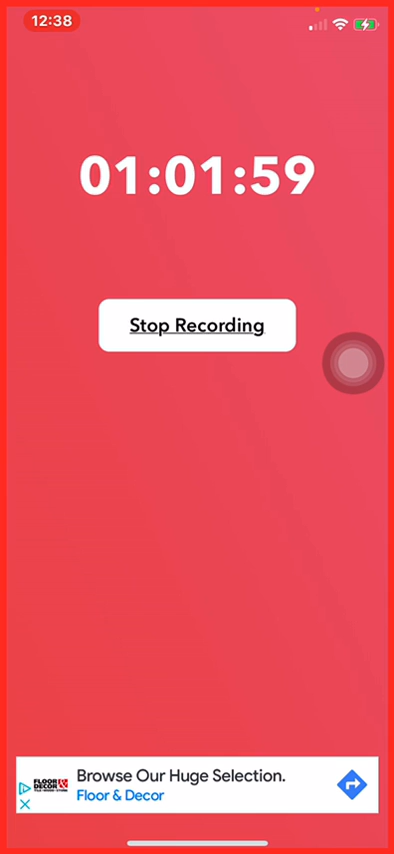 12:38
01:01:59
Stop Recording
Browse Our Huge Selection.
FLOOR &
DECOR
Floor & Decor